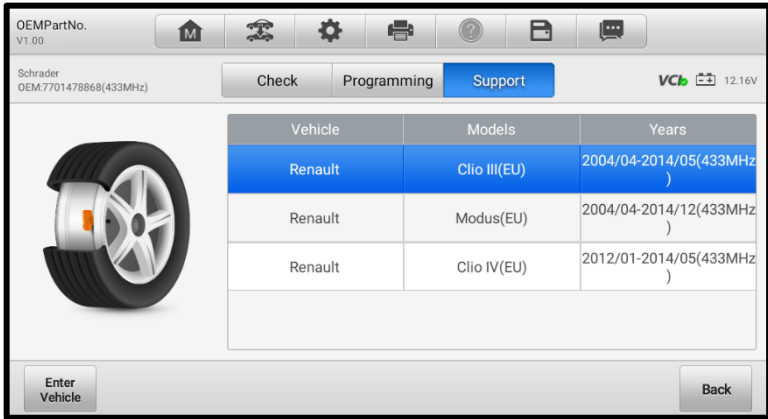 OEMPartNo.
V1.00
M
Schrader
OEM:7701478868(433MHz)
Check Programming Support
VCI 12.16V
Vehicle Models Years
Renault Clio III(EU) 2004/04-2014/05(433MHz
)
Renault Modus(EU) 2004/04-2014/12(433MHz
)
Renault Clio IV(EU) 2012/01-2014/05(433MHz
)
Enter
Vehicle
Back